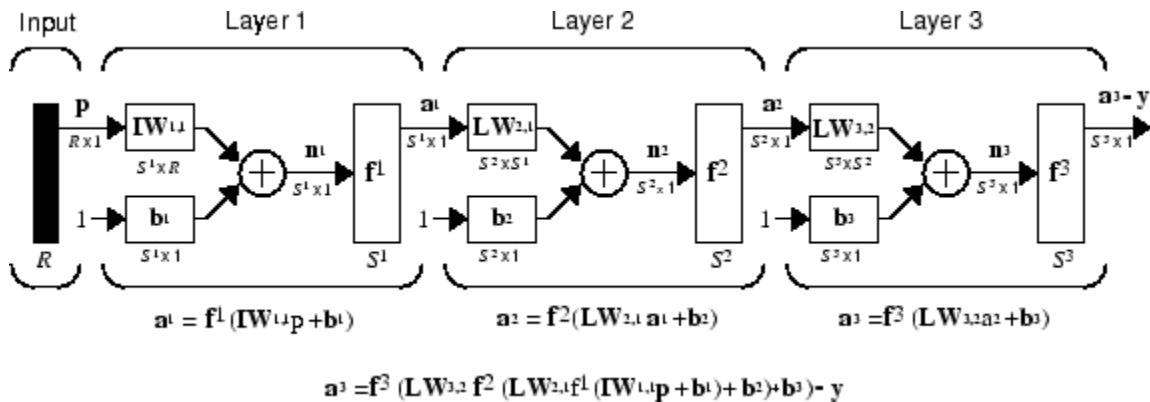 Input Layer 1 Layer 2 Layer 3
p a¹ a² a³ - y
IW¹,¹ LW²,¹ LW³,²
R x 1 n¹ S¹ x 1 n² S² x 1 n³ S³ x 1
S¹ x R f¹ S² x S¹ f² S³ x S² f³
S¹ x 1 S² x 1 S³ x 1
1 b¹ 1 b² 1 b³
R S¹ x 1 S¹ S² x 1 S² S³ x 1 S³
a¹ = f¹ (IW¹,¹p + b¹) a² = f² (LW²,¹ a¹ + b²) a³ = f³ (LW³,² a² + b³)
a³ = f³ (LW³,² f² (LW²,¹ f¹ (IW¹,¹p + b¹) + b²) + b³) - y